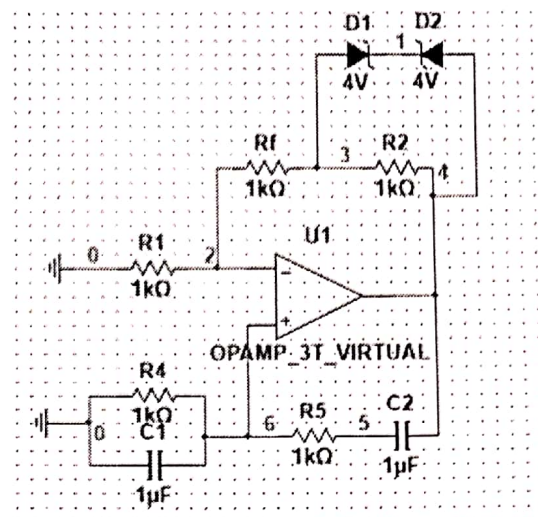 D1 D2
1
4V 4V
Rf
3
R2
4
1kΩ 1kΩ
U1
0
R1
2
1kΩ
OPAMP_3T_VIRTUAL
R4
1kΩ
0
C1
1µF
6
R5
5
C2
1kΩ
1µF